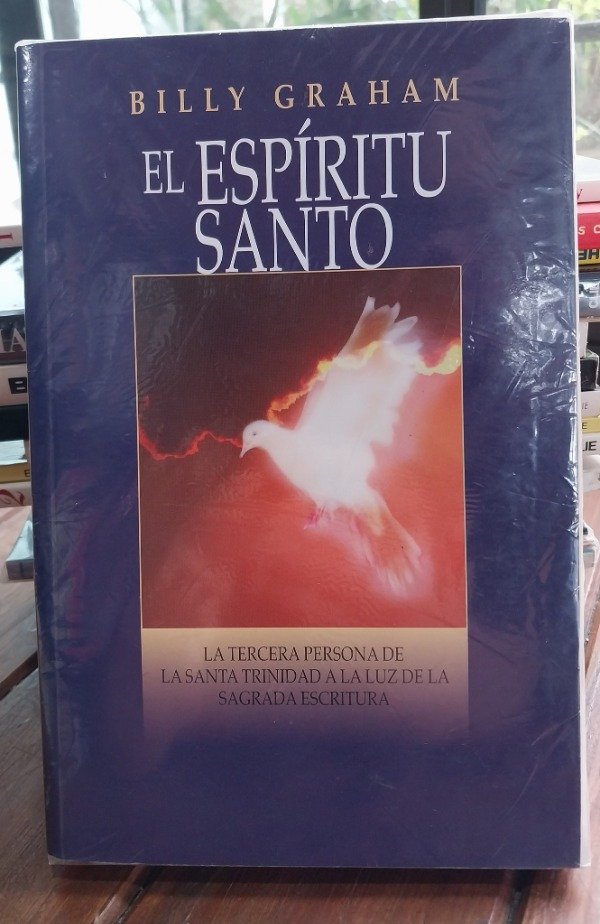 BILLY GRAHAM
EL ESPÍRITU
SANTO
LA TERCERA PERSONA DE
LA SANTA TRINIDAD A LA LUZ DE LA
SAGRADA ESCRITURA